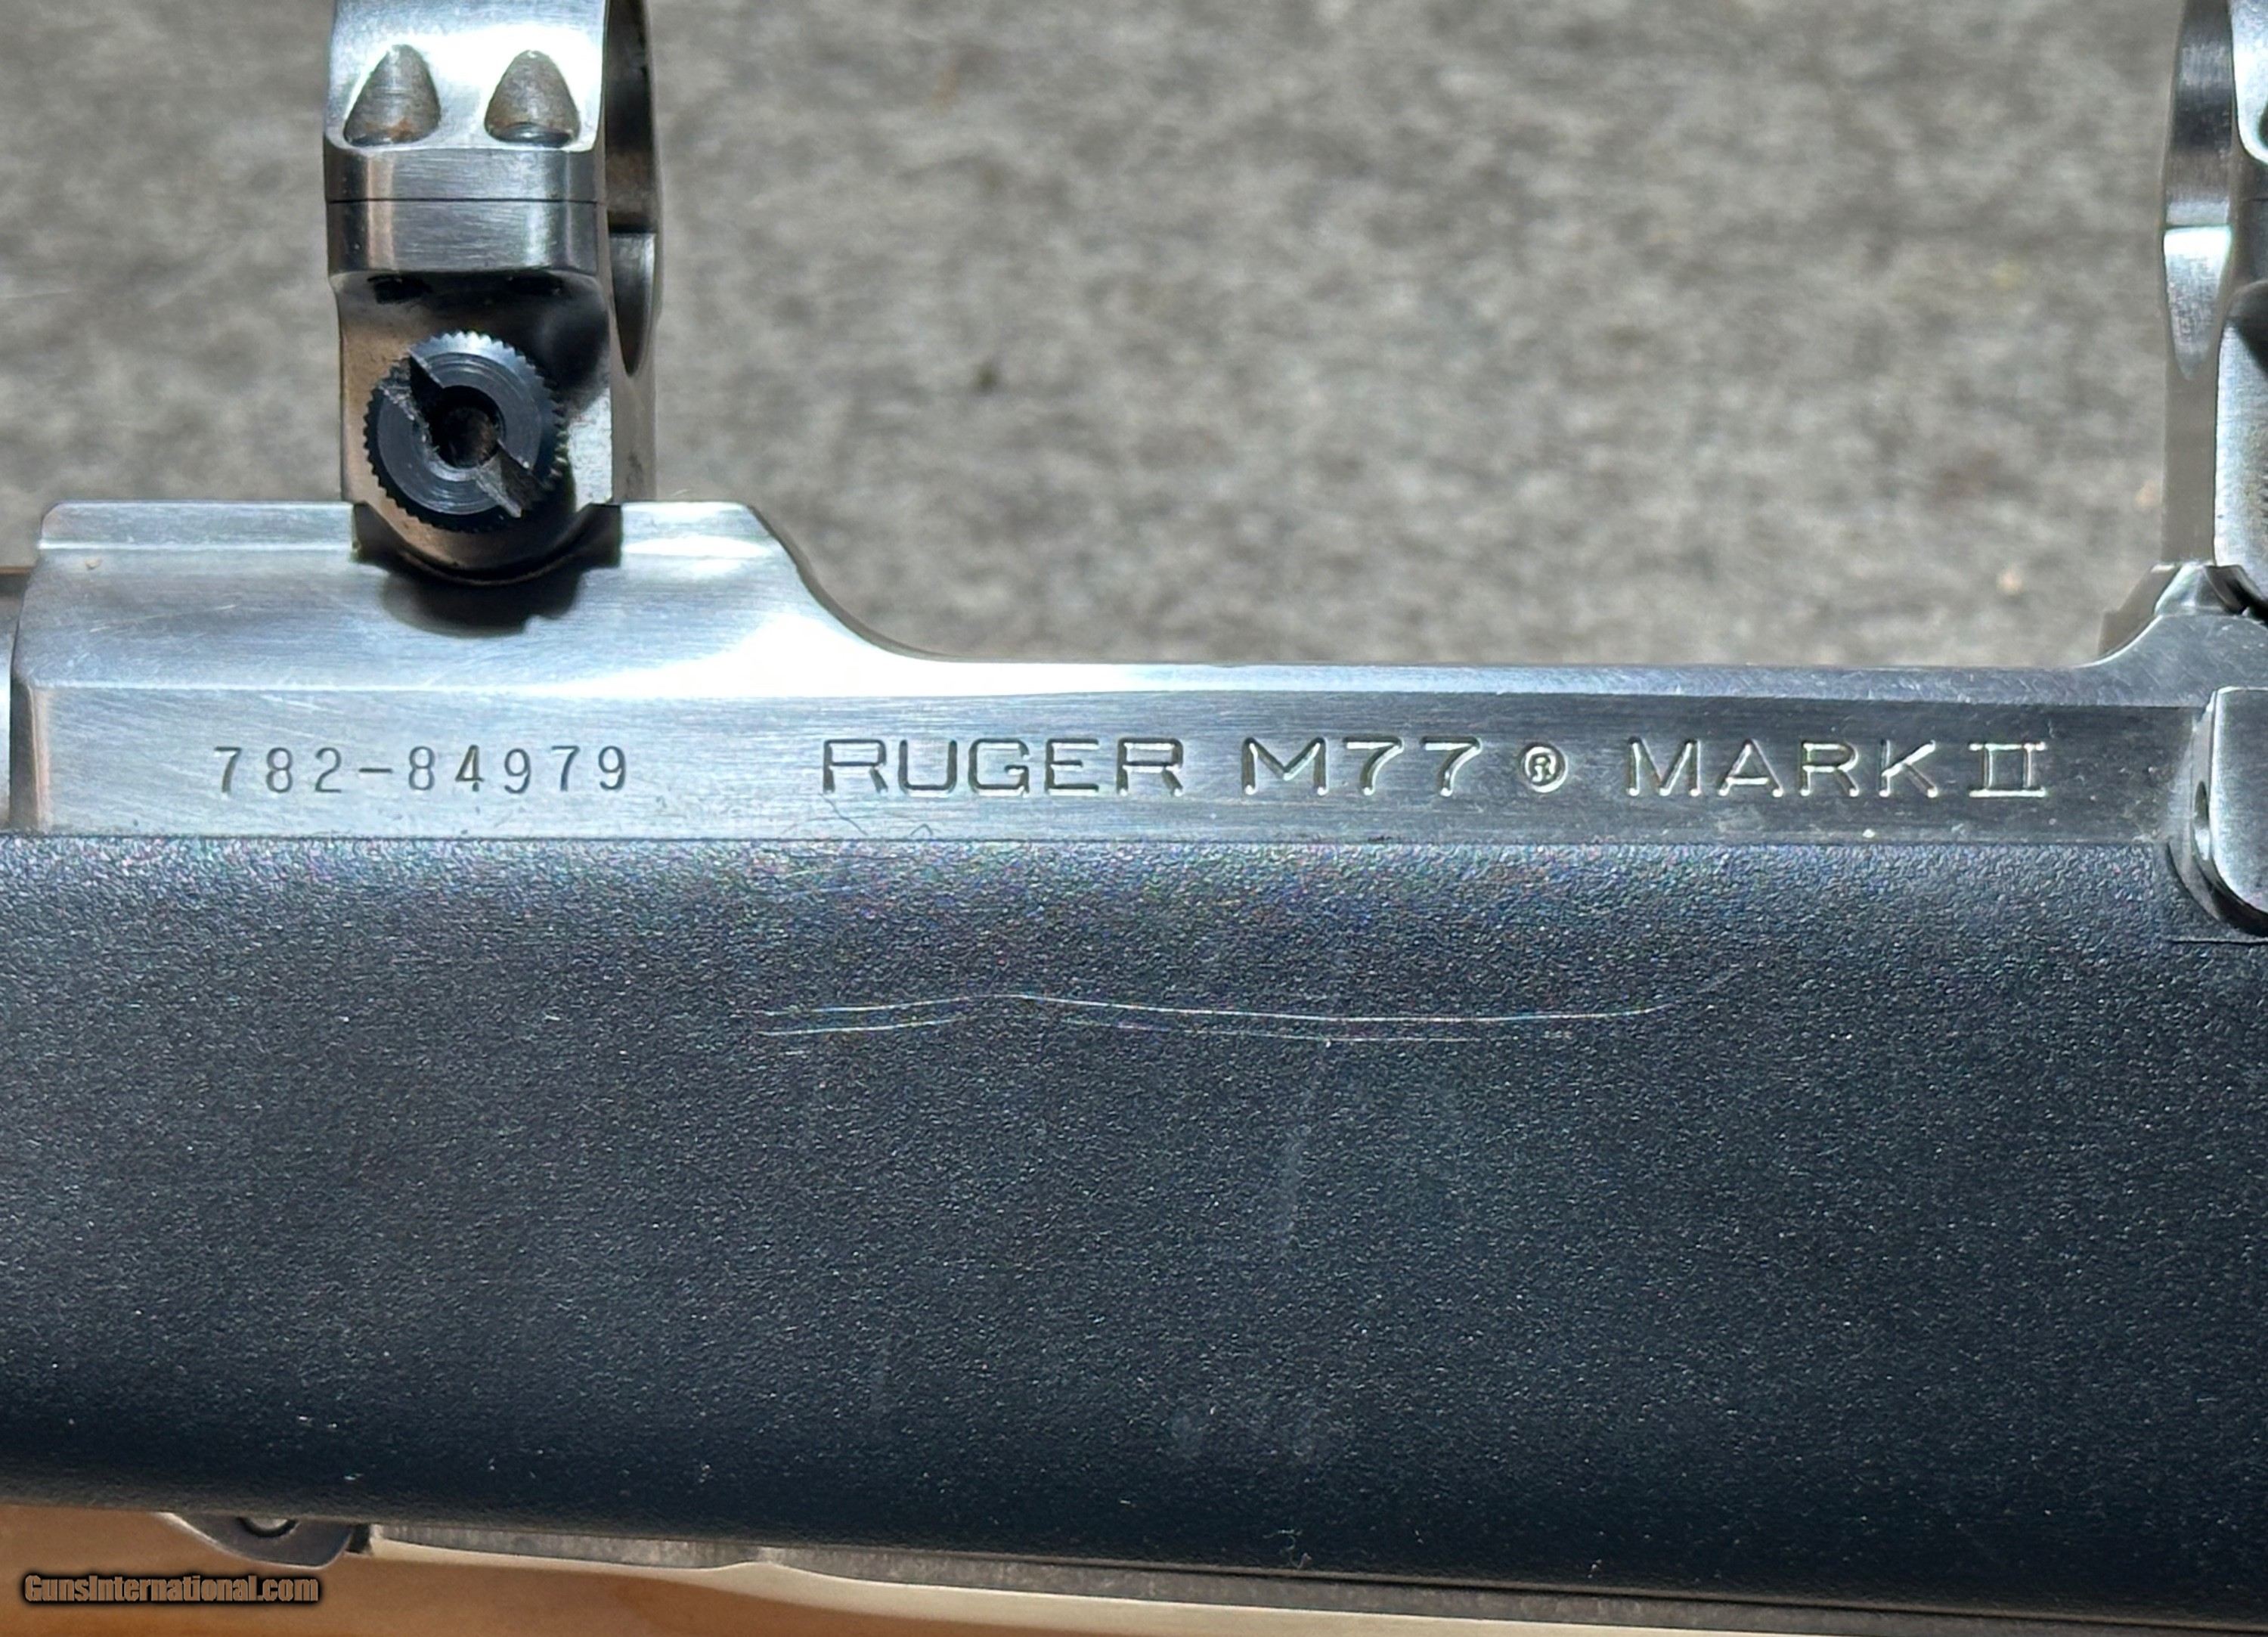 782-84979 RUGER M77 ® MARK II
GunsInternational.com